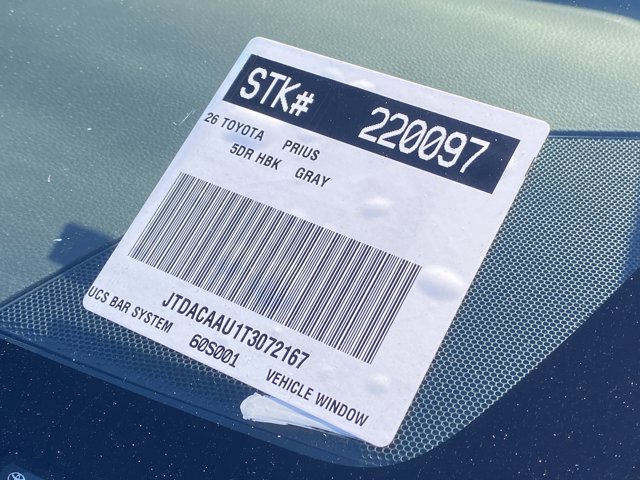 STK# 220097
26 TOYOTA PRIUS
5DR HBK GRAY
JTDACAAU1T3072167
UCS BAR SYSTEM 60S001 VEHICLE WINDOW